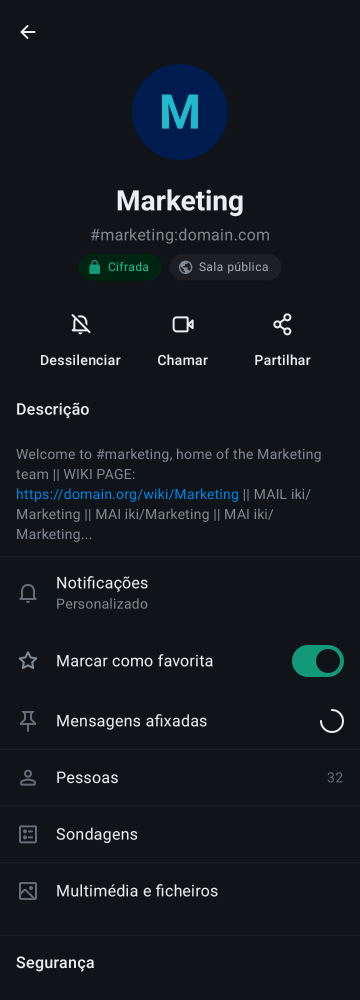 M
Marketing
#marketing:domain.com
Cifrada
Sala pública
Dessilenciar
Chamar
Partilhar
Descrição
Welcome to #marketing, home of the Marketing
team || WIKI PAGE:
https://domain.org/wiki/Marketing || MAIL iki/
Marketing || MAI iki/Marketing || MAI iki/
Marketing...
Notificações
Personalizado
Marcar como favorita
Mensagens afixadas
Pessoas
32
Sondagens
Multimédia e ficheiros
Segurança